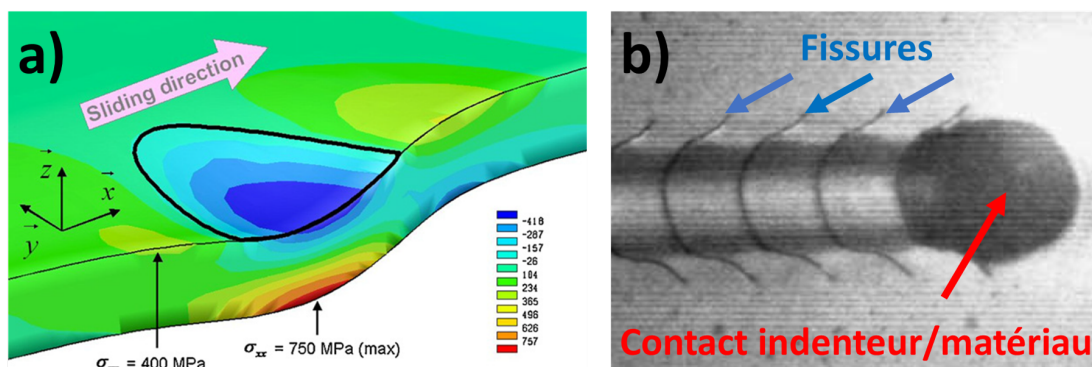 a)
Sliding direction
z
x
y
-418
-287
-157
-26
104
234
365
496
626
757
= 400 MPa
σxx = 750 MPa (max)
b)
Fissures
Contact indenteur/matériau